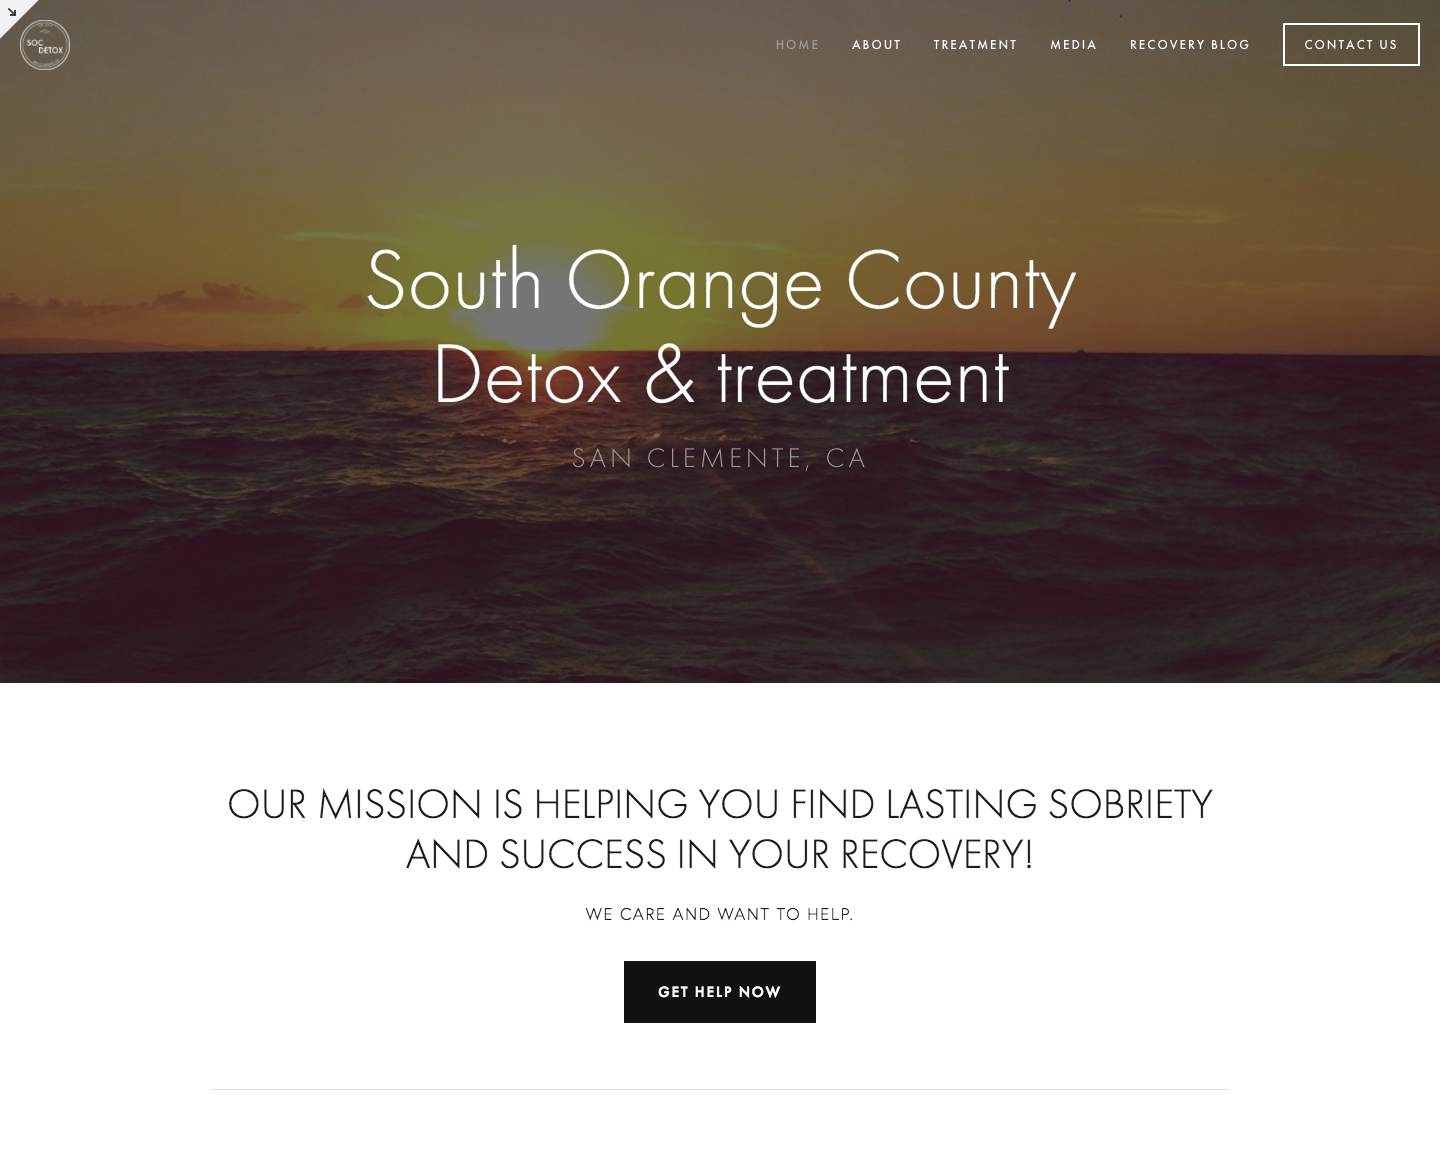 SOC
DETOX
HOME
ABOUT
TREATMENT
MEDIA
RECOVERY BLOG
CONTACT US
South Orange County
Detox & treatment
SAN CLEMENTE, CA
OUR MISSION IS HELPING YOU FIND LASTING SOBRIETY
AND SUCCESS IN YOUR RECOVERY!
WE CARE AND WANT TO HELP.
GET HELP NOW